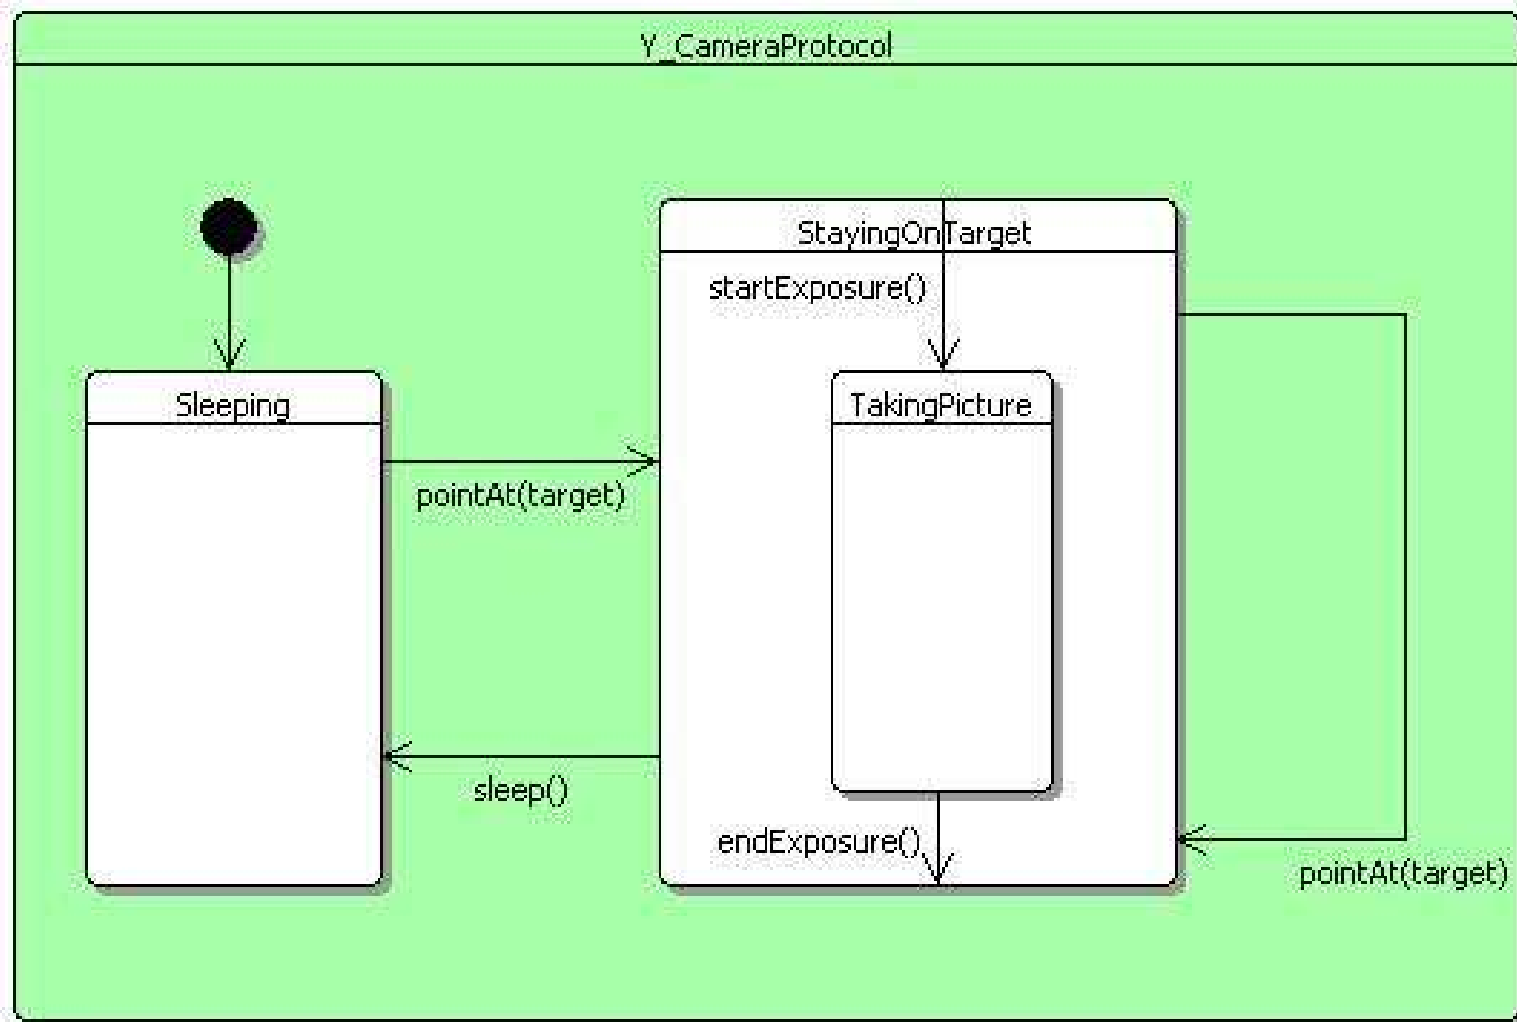 Y_CameraProtocol
StayingOnTarget
startExposure()
Sleeping
TakingPicture
pointAt(target)
sleep()
endExposure()
pointAt(target)